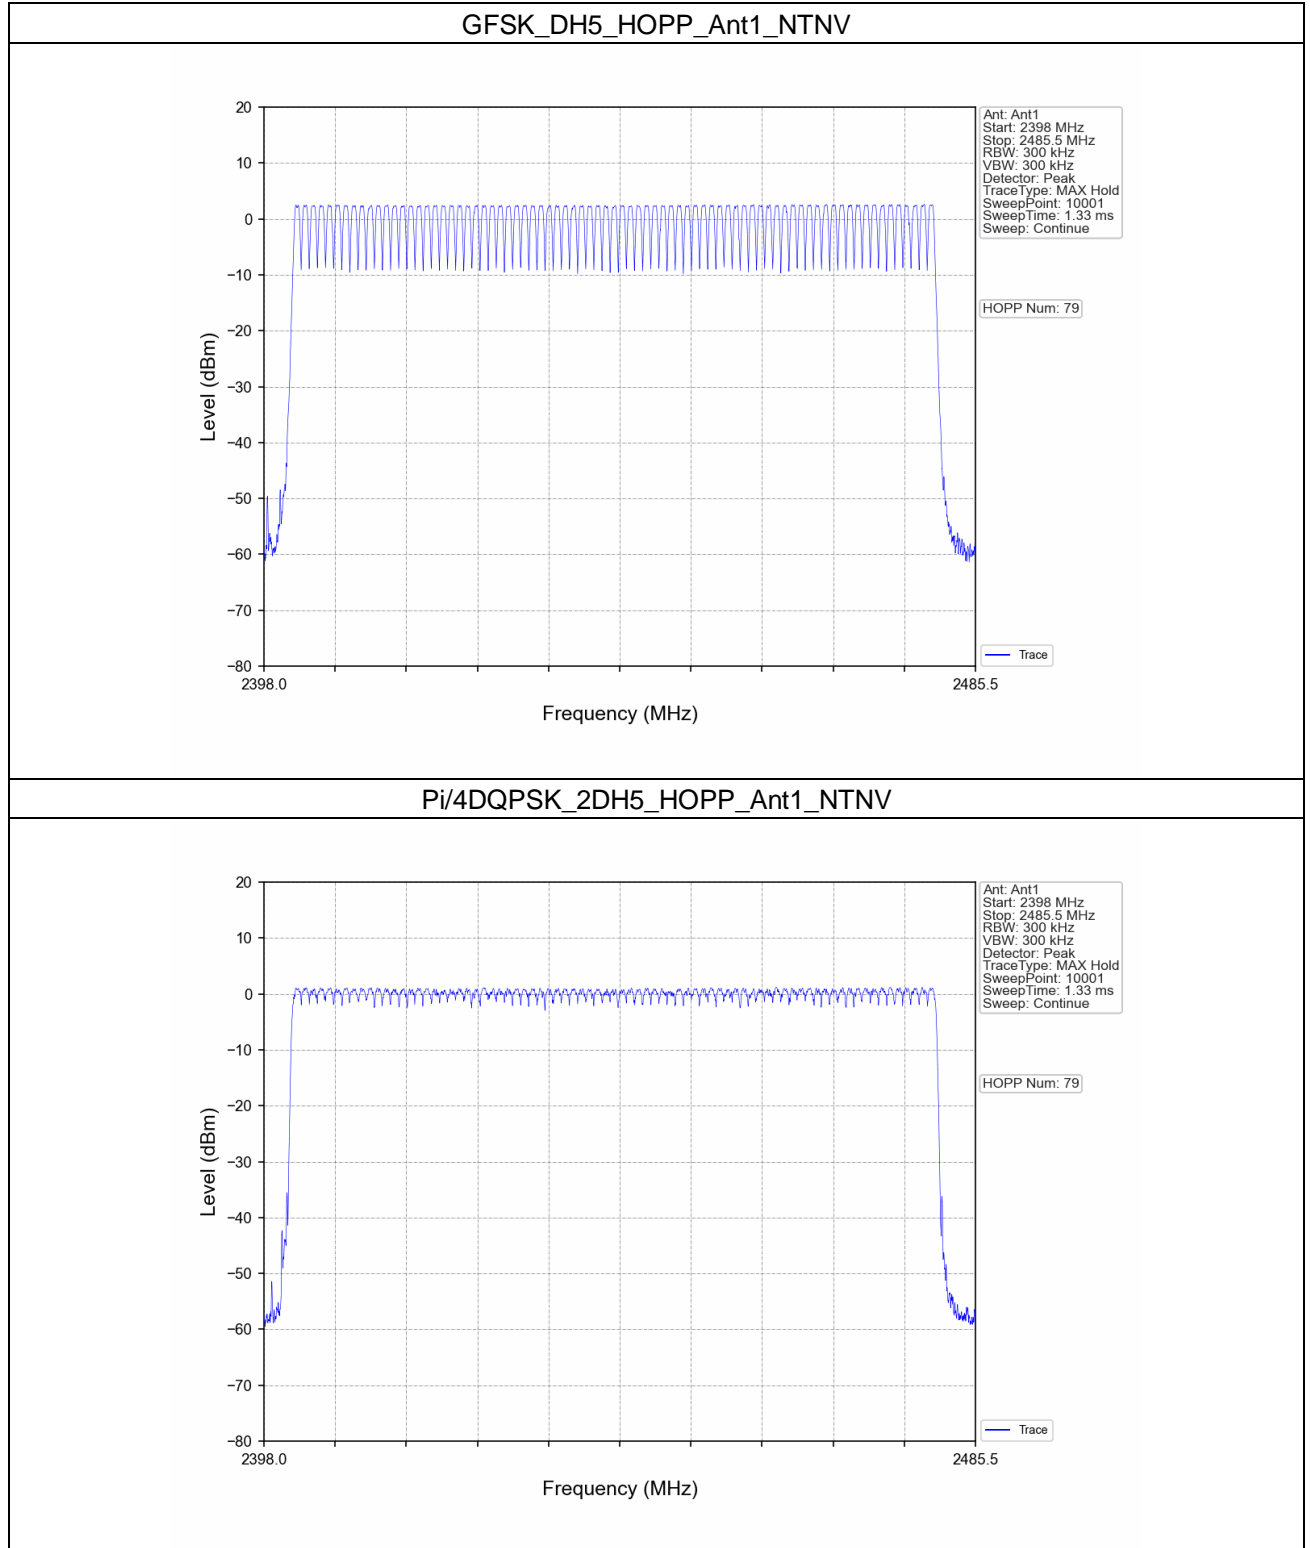 GFSK_DH5_HOPP_Ant1_NTNV
20
10
0
−10
−20
−30
−40
−50
−60
−70
−80
Level (dBm)
2398.0
2485.5
Frequency (MHz)
Ant: Ant1
Start: 2398 MHz
Stop: 2485.5 MHz
RBW: 300 kHz
VBW: 300 kHz
Detector: Peak
TraceType: MAX Hold
SweepPoint: 10001
SweepTime: 1.33 ms
Sweep: Continue
HOPP Num: 79
Trace
Pi/4DQPSK_2DH5_HOPP_Ant1_NTNV
20
10
0
−10
−20
−30
−40
−50
−60
−70
−80
Level (dBm)
2398.0
2485.5
Frequency (MHz)
Ant: Ant1
Start: 2398 MHz
Stop: 2485.5 MHz
RBW: 300 kHz
VBW: 300 kHz
Detector: Peak
TraceType: MAX Hold
SweepPoint: 10001
SweepTime: 1.33 ms
Sweep: Continue
HOPP Num: 79
Trace